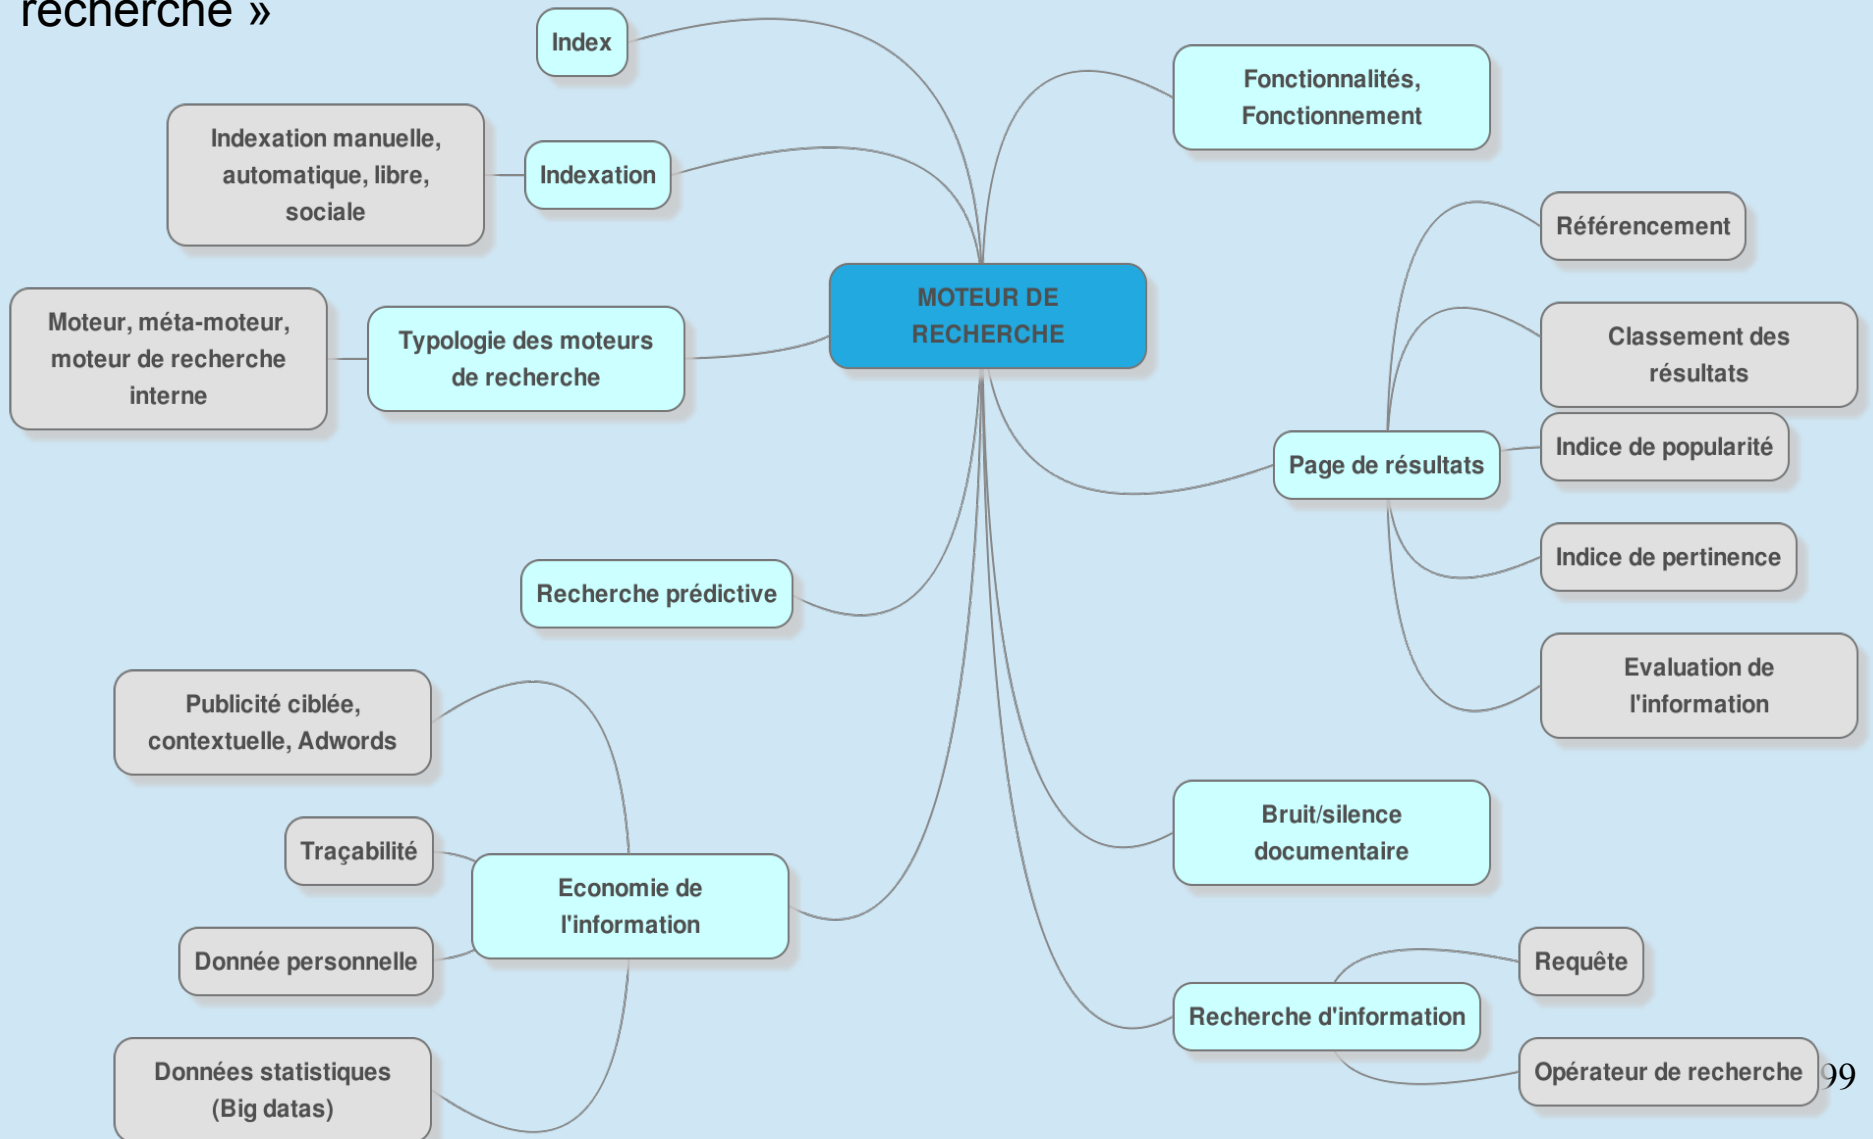 recherche »
Index
Fonctionnalités,
Fonctionnement
Indexation manuelle,
automatique, libre,
sociale
Indexation
Référencement
MOTEUR DE
RECHERCHE
Moteur, méta-moteur,
moteur de recherche
interne
Typologie des moteurs
de recherche
Classement des
résultats
Page de résultats
Indice de popularité
Indice de pertinence
Recherche prédictive
Evaluation de
l'information
Publicité ciblée,
contextuelle, Adwords
Traçabilité
Bruit/silence
documentaire
Economie de
l'information
Donnée personnelle
Requête
Recherche d'information
Données statistiques
(Big datas)
Opérateur de recherche
99